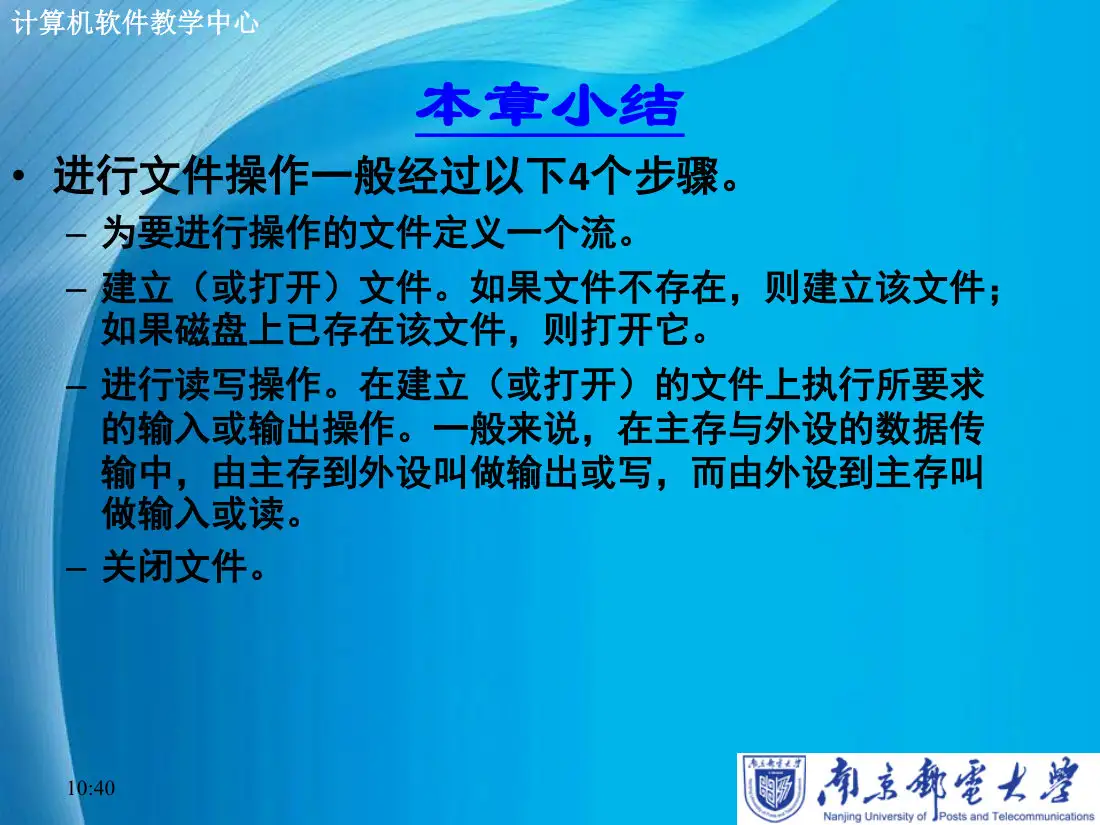 计算机软件教学中心
本章小结
• 进行文件操作一般经过以下4个步骤。
– 为要进行操作的文件定义一个流。
– 建立（或打开）文件。如果文件不存在，则建立该文件；
如果磁盘上已存在该文件，则打开它。
– 进行读写操作。在建立（或打开）的文件上执行所要求
的输入或输出操作。一般来说，在主存与外设的数据传
输中，由主存到外设叫做输出或写，而由外设到主存叫
做输入或读。
– 关闭文件。
10:40
南京郵電大學
Nanjing University of Posts and Telecommunications